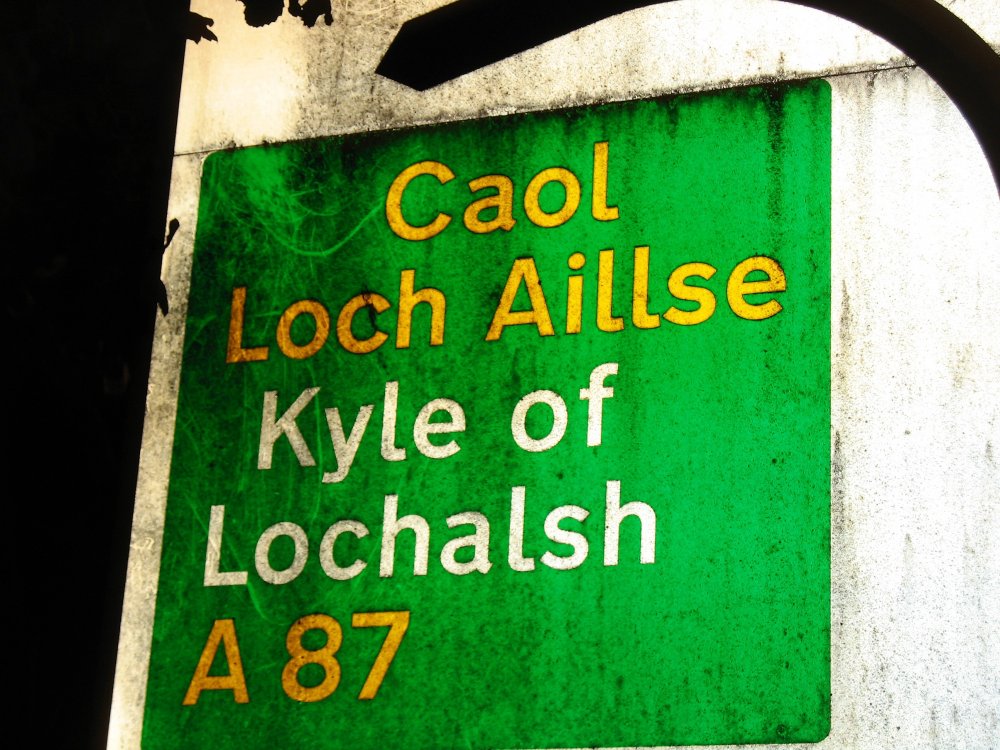 Caol
Loch Aillse
Kyle of
Lochalsh
A 87